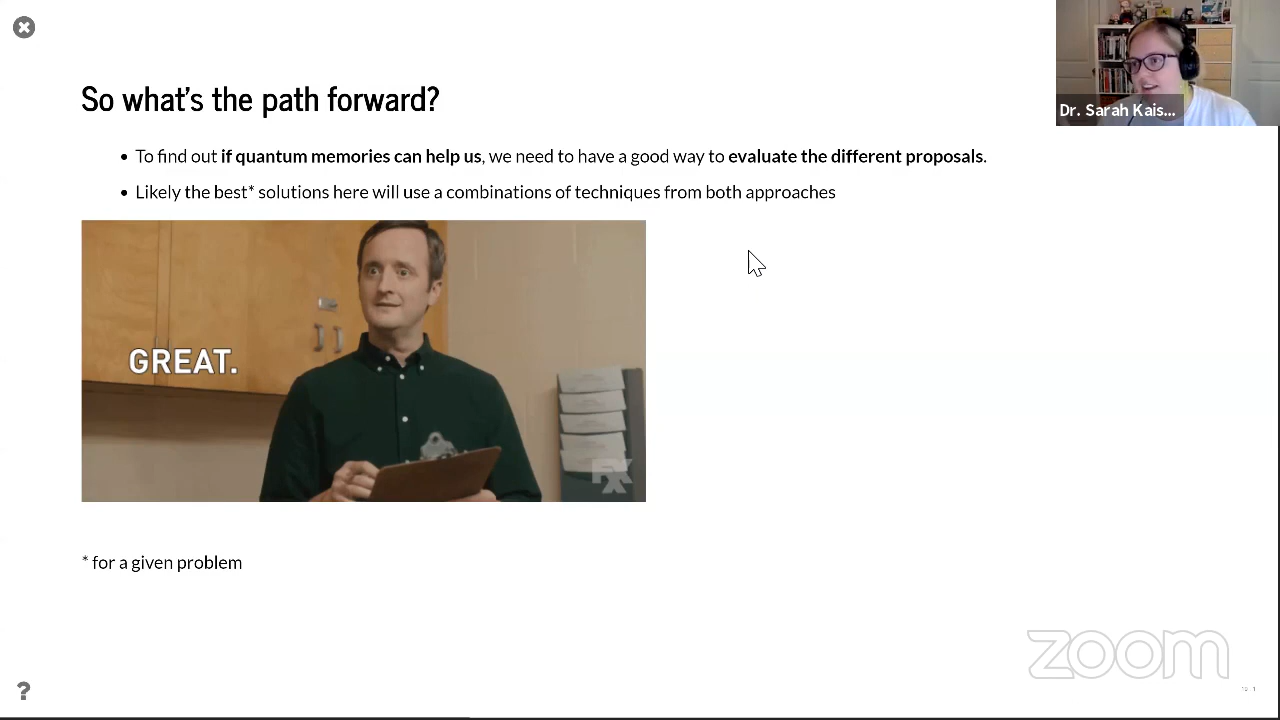 So what's the path forward?
Dr. Sarah Kais...
To find out if quantum memories can help us, we need to have a good way to evaluate the different proposals.
Likely the best* solutions here will use a combinations of techniques from both approaches
GREAT.
FX
* for a given problem
zoom
?